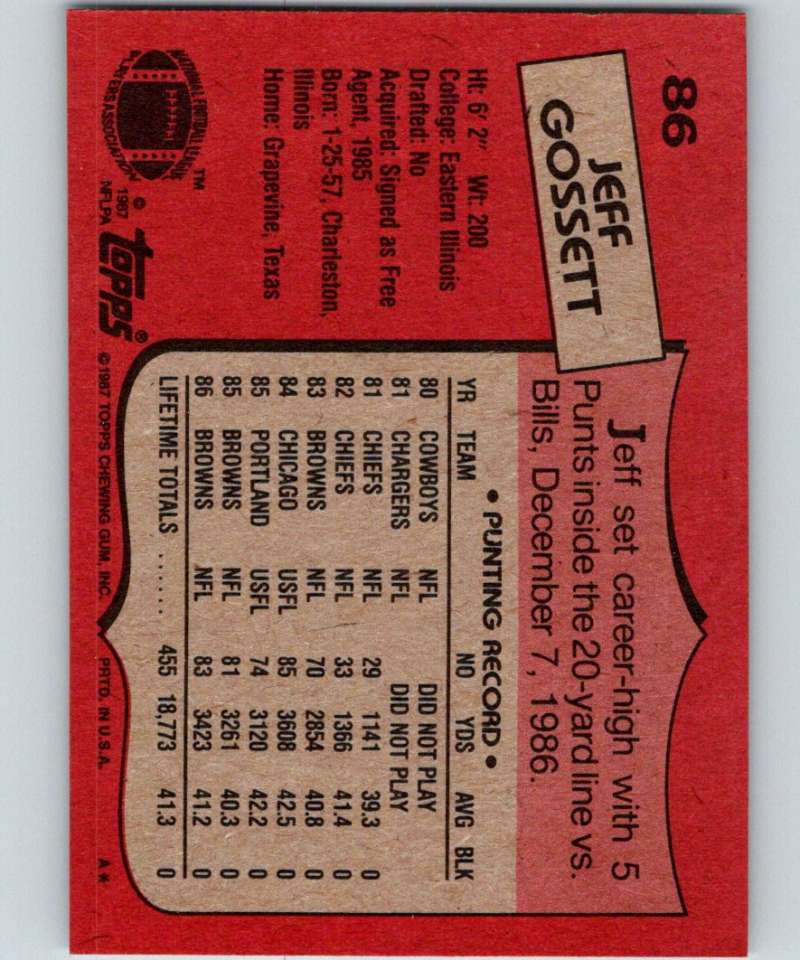 86
JEFF
GOSSETT
Ht: 6' 2" Wt: 200
College: Eastern Illinois
Drafted: No
Acquired: Signed as Free
Agent, 1985
Born: 1-25-57, Charleston,
Illinois
Home: Grapevine, Texas
NATIONAL FOOTBALL LEAGUE
PLAYERS ASSOCIATION
TM
© 1987
NFLPA
topps®
Jeff set career-high with 5
Punts inside the 20-yard line vs.
Bills, December 7, 1986.
• PUNTING RECORD •
YR TEAM NO YDS AVG BLK
80 COWBOYS NFL DID NOT PLAY
81 CHARGERS NFL DID NOT PLAY
81 CHIEFS NFL 29 1141 39.3 0
82 CHIEFS NFL 33 1366 41.4 0
83 BROWNS NFL 70 2854 40.8 0
84 CHICAGO USFL 85 3608 42.5 0
85 PORTLAND USFL 74 3120 42.2 0
85 BROWNS NFL 81 3261 40.3 0
86 BROWNS NFL 83 3423 41.2 0
LIFETIME TOTALS ...... 455 18,773 41.3 0
©1987 TOPPS CHEWING GUM, INC. PRTD. IN U.S.A. A*